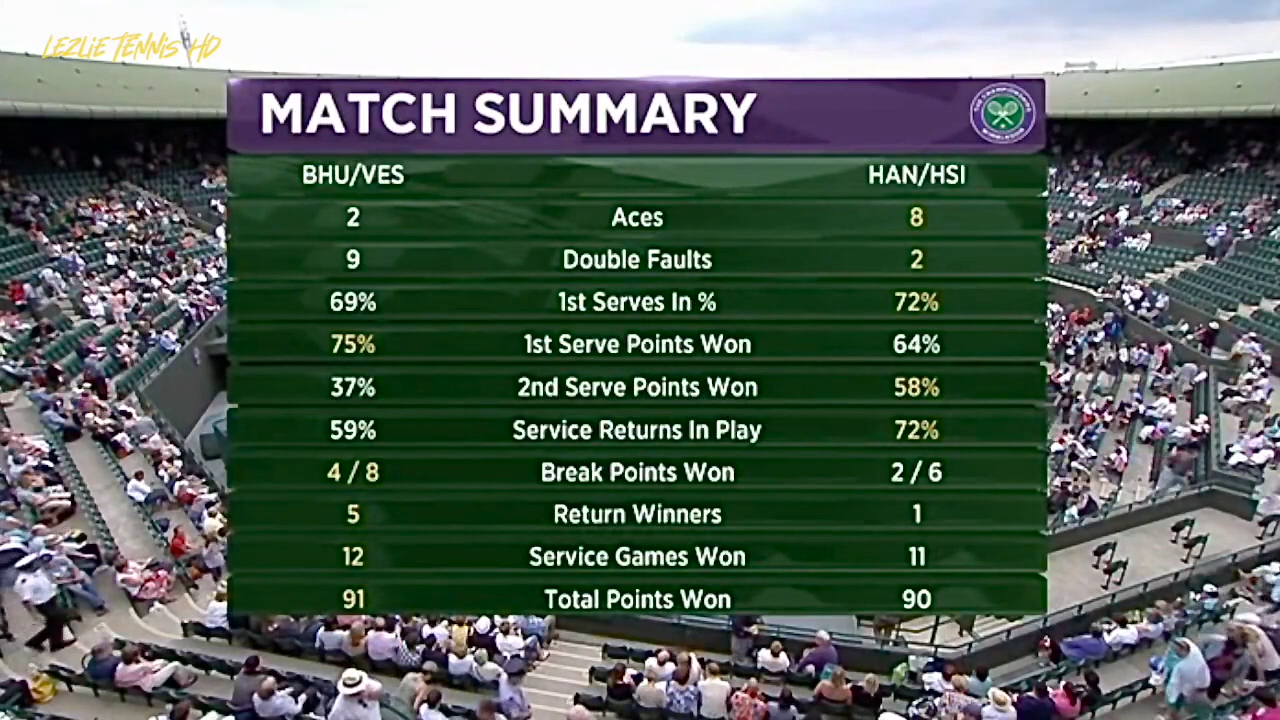 LEZLIE TENNIS HD
MATCH SUMMARY
THE CHAMPIONSHIPS
WIMBLEDON
BHU/VES HAN/HSI
2 Aces 8
9 Double Faults 2
69% 1st Serves In % 72%
75% 1st Serve Points Won 64%
37% 2nd Serve Points Won 58%
59% Service Returns In Play 72%
4 / 8 Break Points Won 2 / 6
5 Return Winners 1
12 Service Games Won 11
91 Total Points Won 90